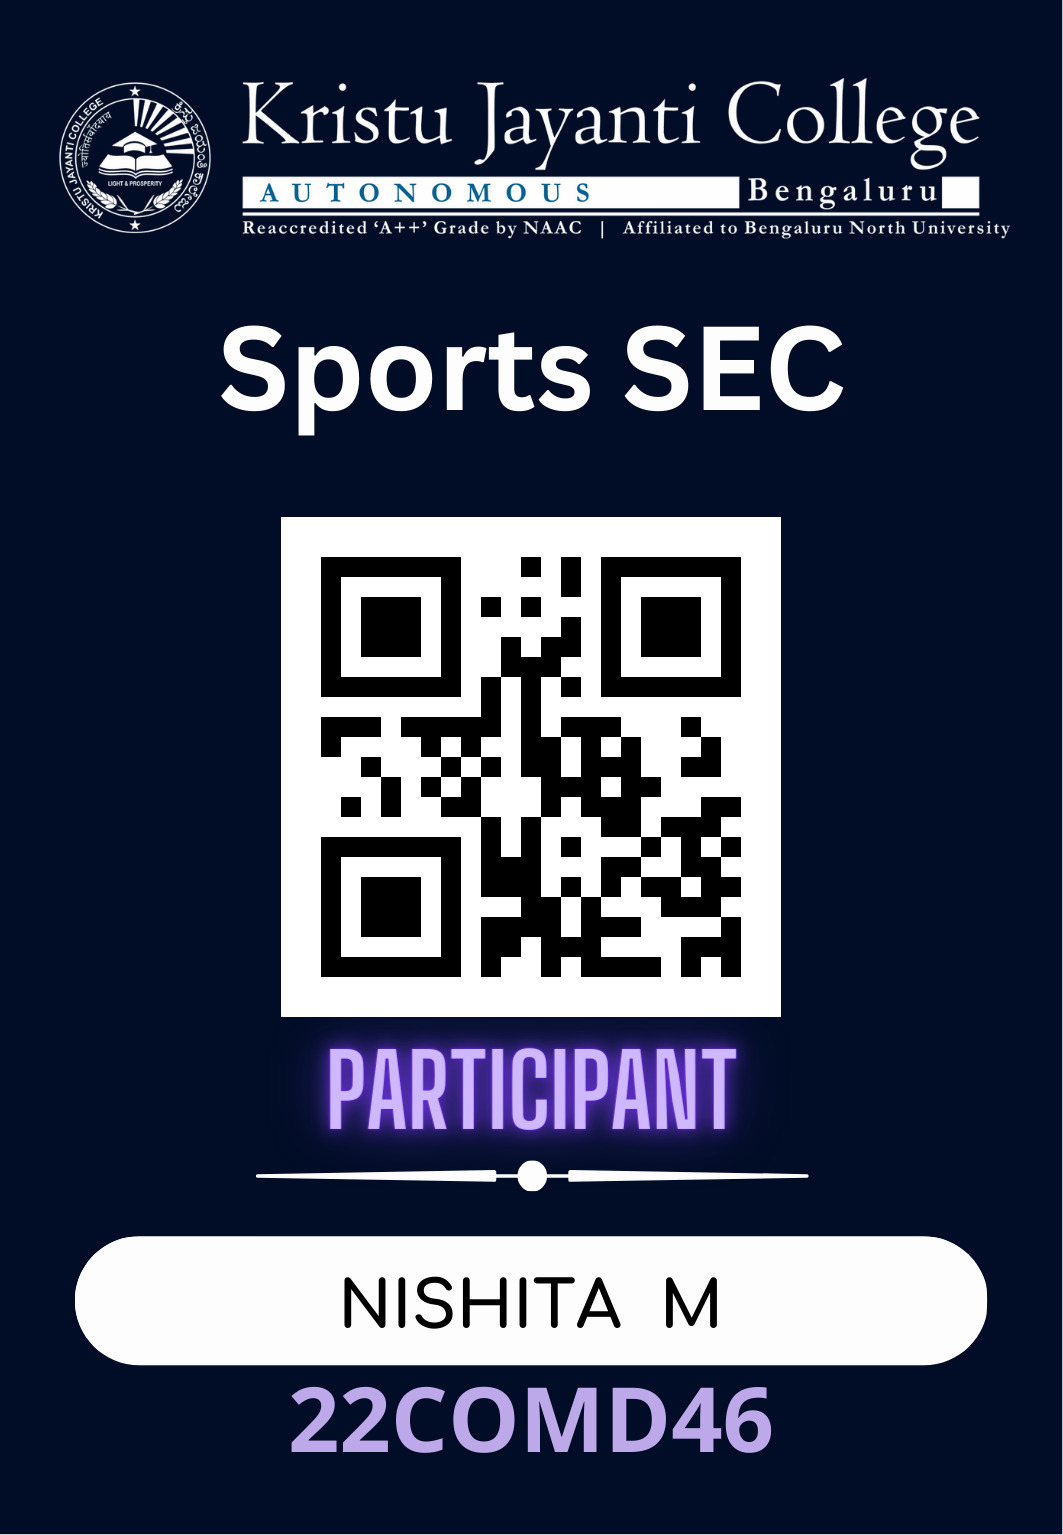 Kristu Jayanti College
AUTONOMOUS Bengaluru
Reaccredited ‘A++’ Grade by NAAC | Affiliated to Bengaluru North University
KRISTU JAYANTI COLLEGE
ಕ್ರಿಸ್ತು ಜಯಂತಿ ಕಾಲೇಜು
LIGHT & PROSPERITY
Sports SEC
PARTICIPANT
NISHITA M
22COMD46